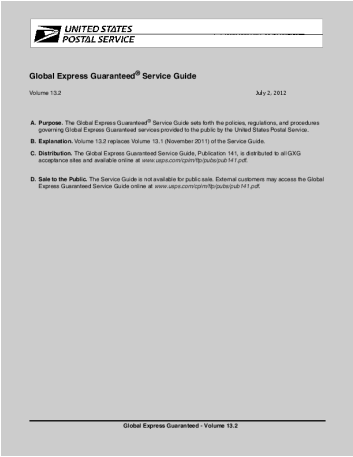 UNITED STATES
POSTAL SERVICE
Global Express Guaranteed® Service Guide
Volume 13.2 July 2, 2012
A. Purpose. The Global Express Guaranteed® Service Guide sets forth the policies, regulations, and procedures
governing Global Express Guaranteed services provided to the public by the United States Postal Service.
B. Explanation. Volume 13.2 replaces Volume 13.1 (November 2011) of the Service Guide.
C. Distribution. The Global Express Guaranteed Service Guide, Publication 141, is distributed to all GXG
acceptance sites and available online at www.usps.com/cpim/ftp/pubs/pub141.pdf.
D. Sale to the Public. The Service Guide is not available for public sale. External customers may access the Global
Express Guaranteed Service Guide online at www.usps.com/cpim/ftp/pubs/pub141.pdf.
Global Express Guaranteed - Volume 13.2